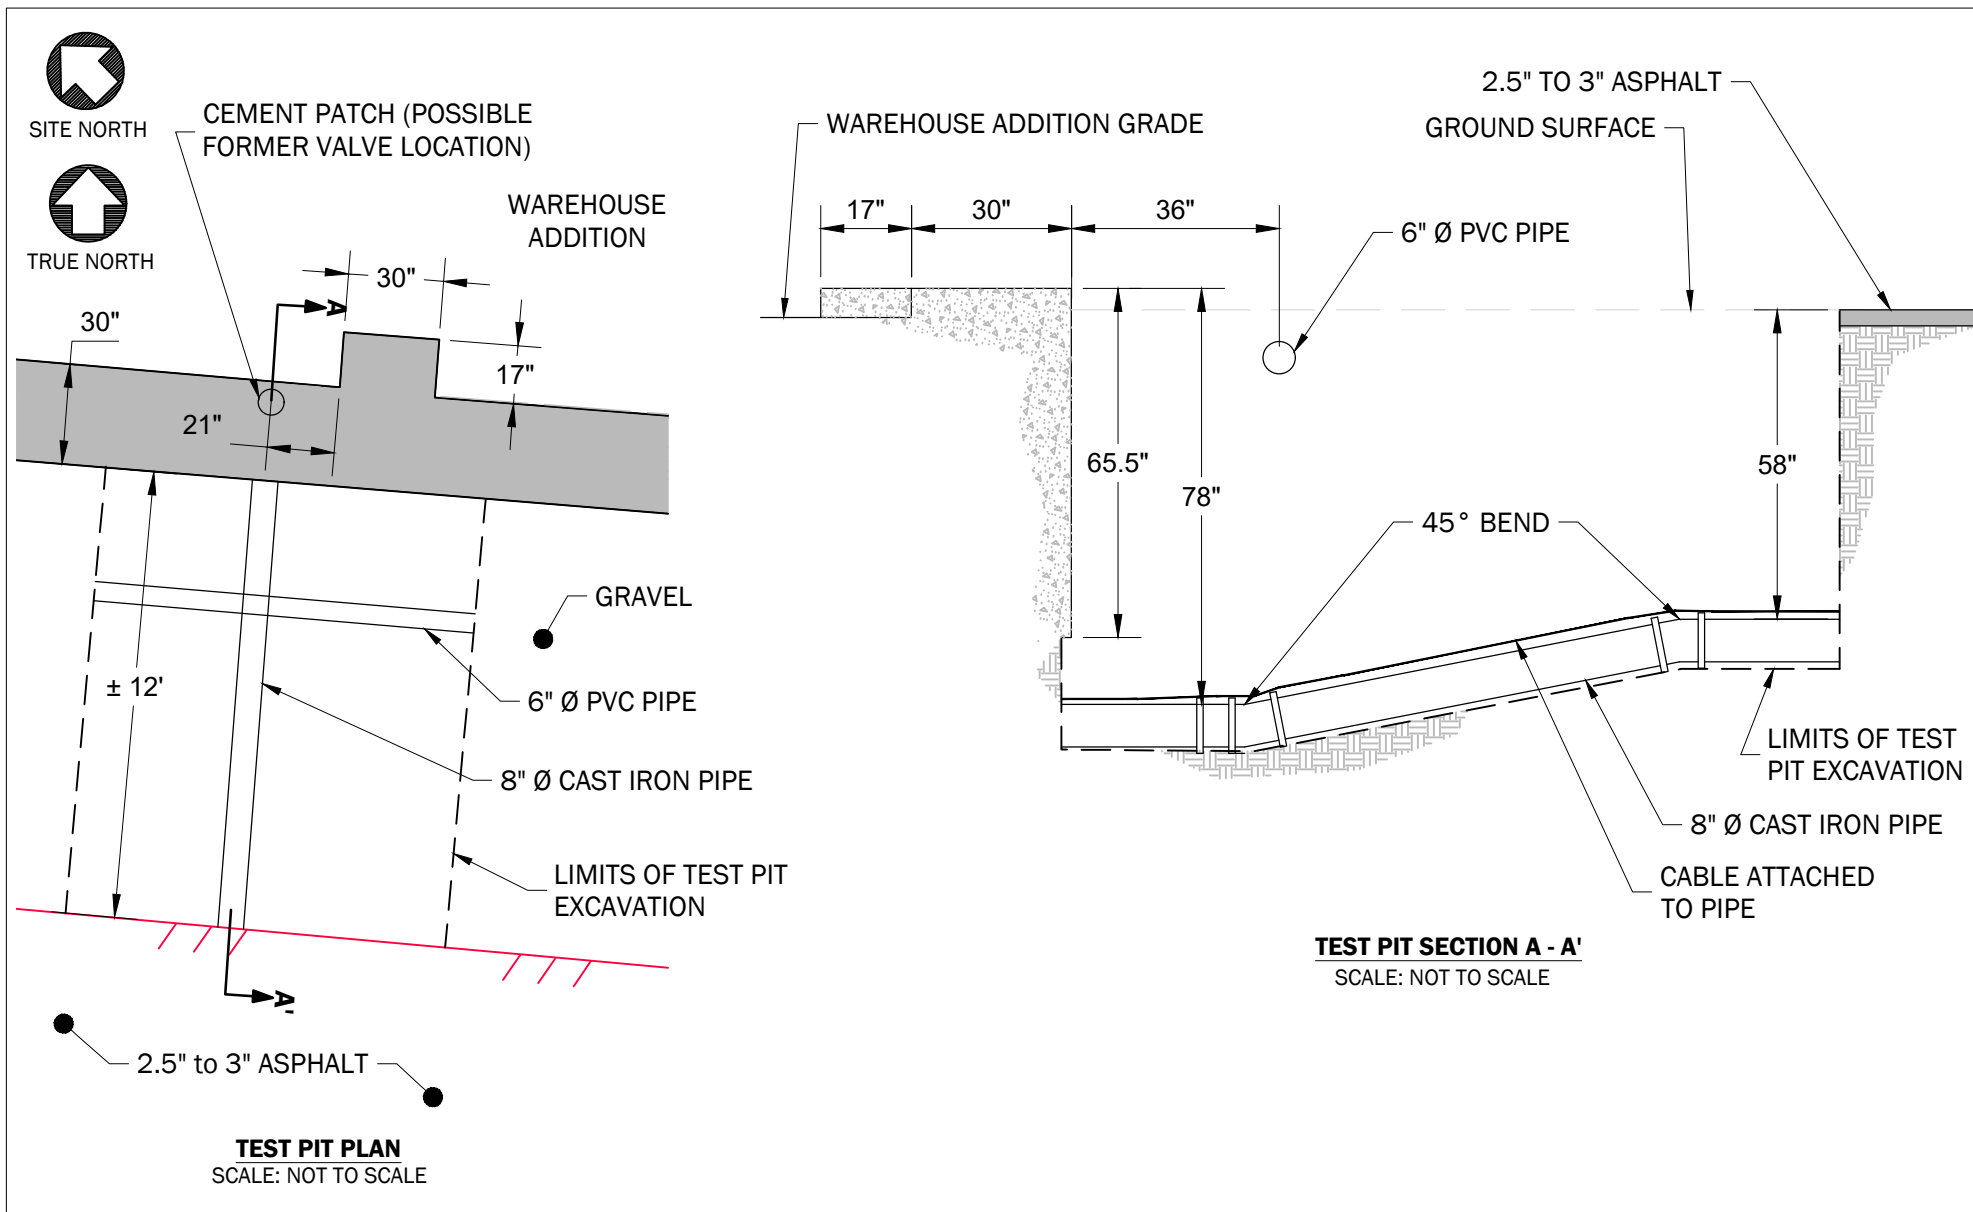 SITE NORTH
TRUE NORTH
CEMENT PATCH (POSSIBLE
FORMER VALVE LOCATION)
WAREHOUSE
ADDITION
30"
A
30"
17"
21"
± 12'
GRAVEL
6" Ø PVC PIPE
8" Ø CAST IRON PIPE
LIMITS OF TEST PIT
EXCAVATION
A'
2.5" to 3" ASPHALT
TEST PIT PLAN
SCALE: NOT TO SCALE
2.5" TO 3" ASPHALT
WAREHOUSE ADDITION GRADE
GROUND SURFACE
17"
30"
36"
6" Ø PVC PIPE
65.5"
78"
58"
45° BEND
LIMITS OF TEST
PIT EXCAVATION
8" Ø CAST IRON PIPE
CABLE ATTACHED
TO PIPE
TEST PIT SECTION A - A'
SCALE: NOT TO SCALE